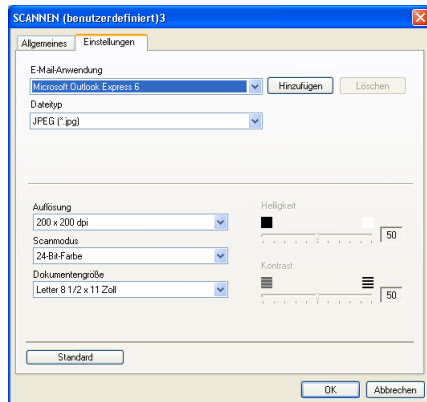 SCANNEN (benutzerdefiniert)3
Allgemeines Einstellungen
E-Mail-Anwendung
Microsoft Outlook Express 6 Hinzufügen Löschen
Dateityp
JPEG (*.jpg)
Auflösung Helligkeit
200 x 200 dpi
50
Scanmodus
24-Bit-Farbe
Kontrast
Dokumentengröße
Letter 8 1/2 x 11 Zoll
50
Standard
OK Abbrechen